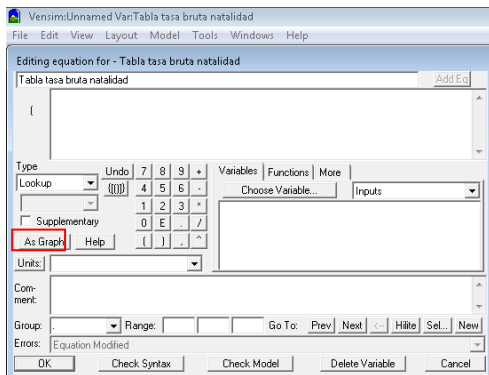 Vensim:Unnamed Var:Tabla tasa bruta natalidad
File Edit View Layout Model Tools Windows Help
Editing equation for - Tabla tasa bruta natalidad
Tabla tasa bruta natalidad Add Eq
(
Type Undo 7 8 9 + Variables Functions More
Lookup {[()]} 4 5 6 - Choose Variable... Inputs
1 2 3 *
Supplementary 0 E . /
As Graph Help ( ) , ^
Units:
Com-
ment:
Group: . Range: Go To: Prev Next <- Hilite Sel... New
Errors: Equation Modified
OK Check Syntax Check Model Delete Variable Cancel